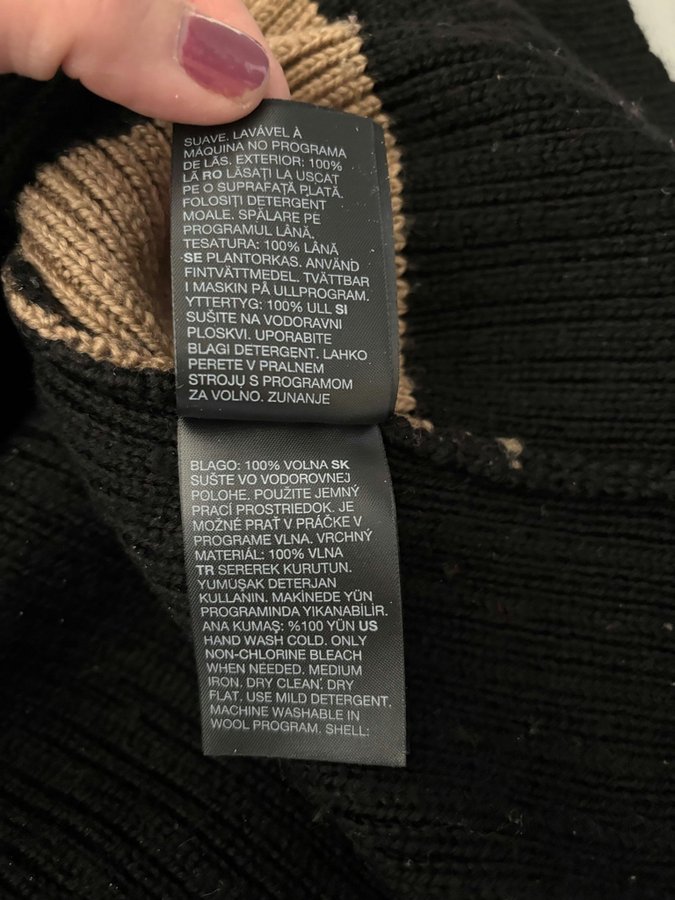 SUAVE. LAVÁVEL À
MÁQUINA NO PROGRAMA
DE LÃS. EXTERIOR: 100%
LÃ RO LĂSAȚI LA USCAT
PE O SUPRAFAȚĂ PLATĂ.
FOLOSIȚI DETERGENT
MOALE. SPĂLARE PE
PROGRAMUL LÂNĂ.
TESATURA: 100% LÂNĂ
SE PLANTORKAS. ANVÄND
FINTVÄTTMEDEL. TVÄTTBAR
I MASKIN PÅ ULLPROGRAM.
YTTERTYG: 100% ULL SI
SUŠITE NA VODORAVNI
PLOSKVI. UPORABITE
BLAGI DETERGENT. LAHKO
PERETE V PRALNEM
STROJU S PROGRAMOM
ZA VOLNO. ZUNANJE
BLAGO: 100% VOLNA SK
SUŠTE VO VODOROVNEJ
POLOHE. POUŽITE JEMNÝ
PRACÍ PROSTRIEDOK. JE
MOŽNÉ PRAŤ V PRÁČKE V
PROGRAME VLNA. VRCHNÝ
MATERIÁL: 100% VLNA
TR SEREREK KURUTUN.
YUMUŞAK DETERJAN
KULLANIN. MAKİNEDE YÜN
PROGRAMINDA YIKANABİLİR.
ANA KUMAŞ: %100 YÜN US
HAND WASH COLD. ONLY
NON-CHLORINE BLEACH
WHEN NEEDED. MEDIUM
IRON. DRY CLEAN. DRY
FLAT. USE MILD DETERGENT.
MACHINE WASHABLE IN
WOOL PROGRAM. SHELL: